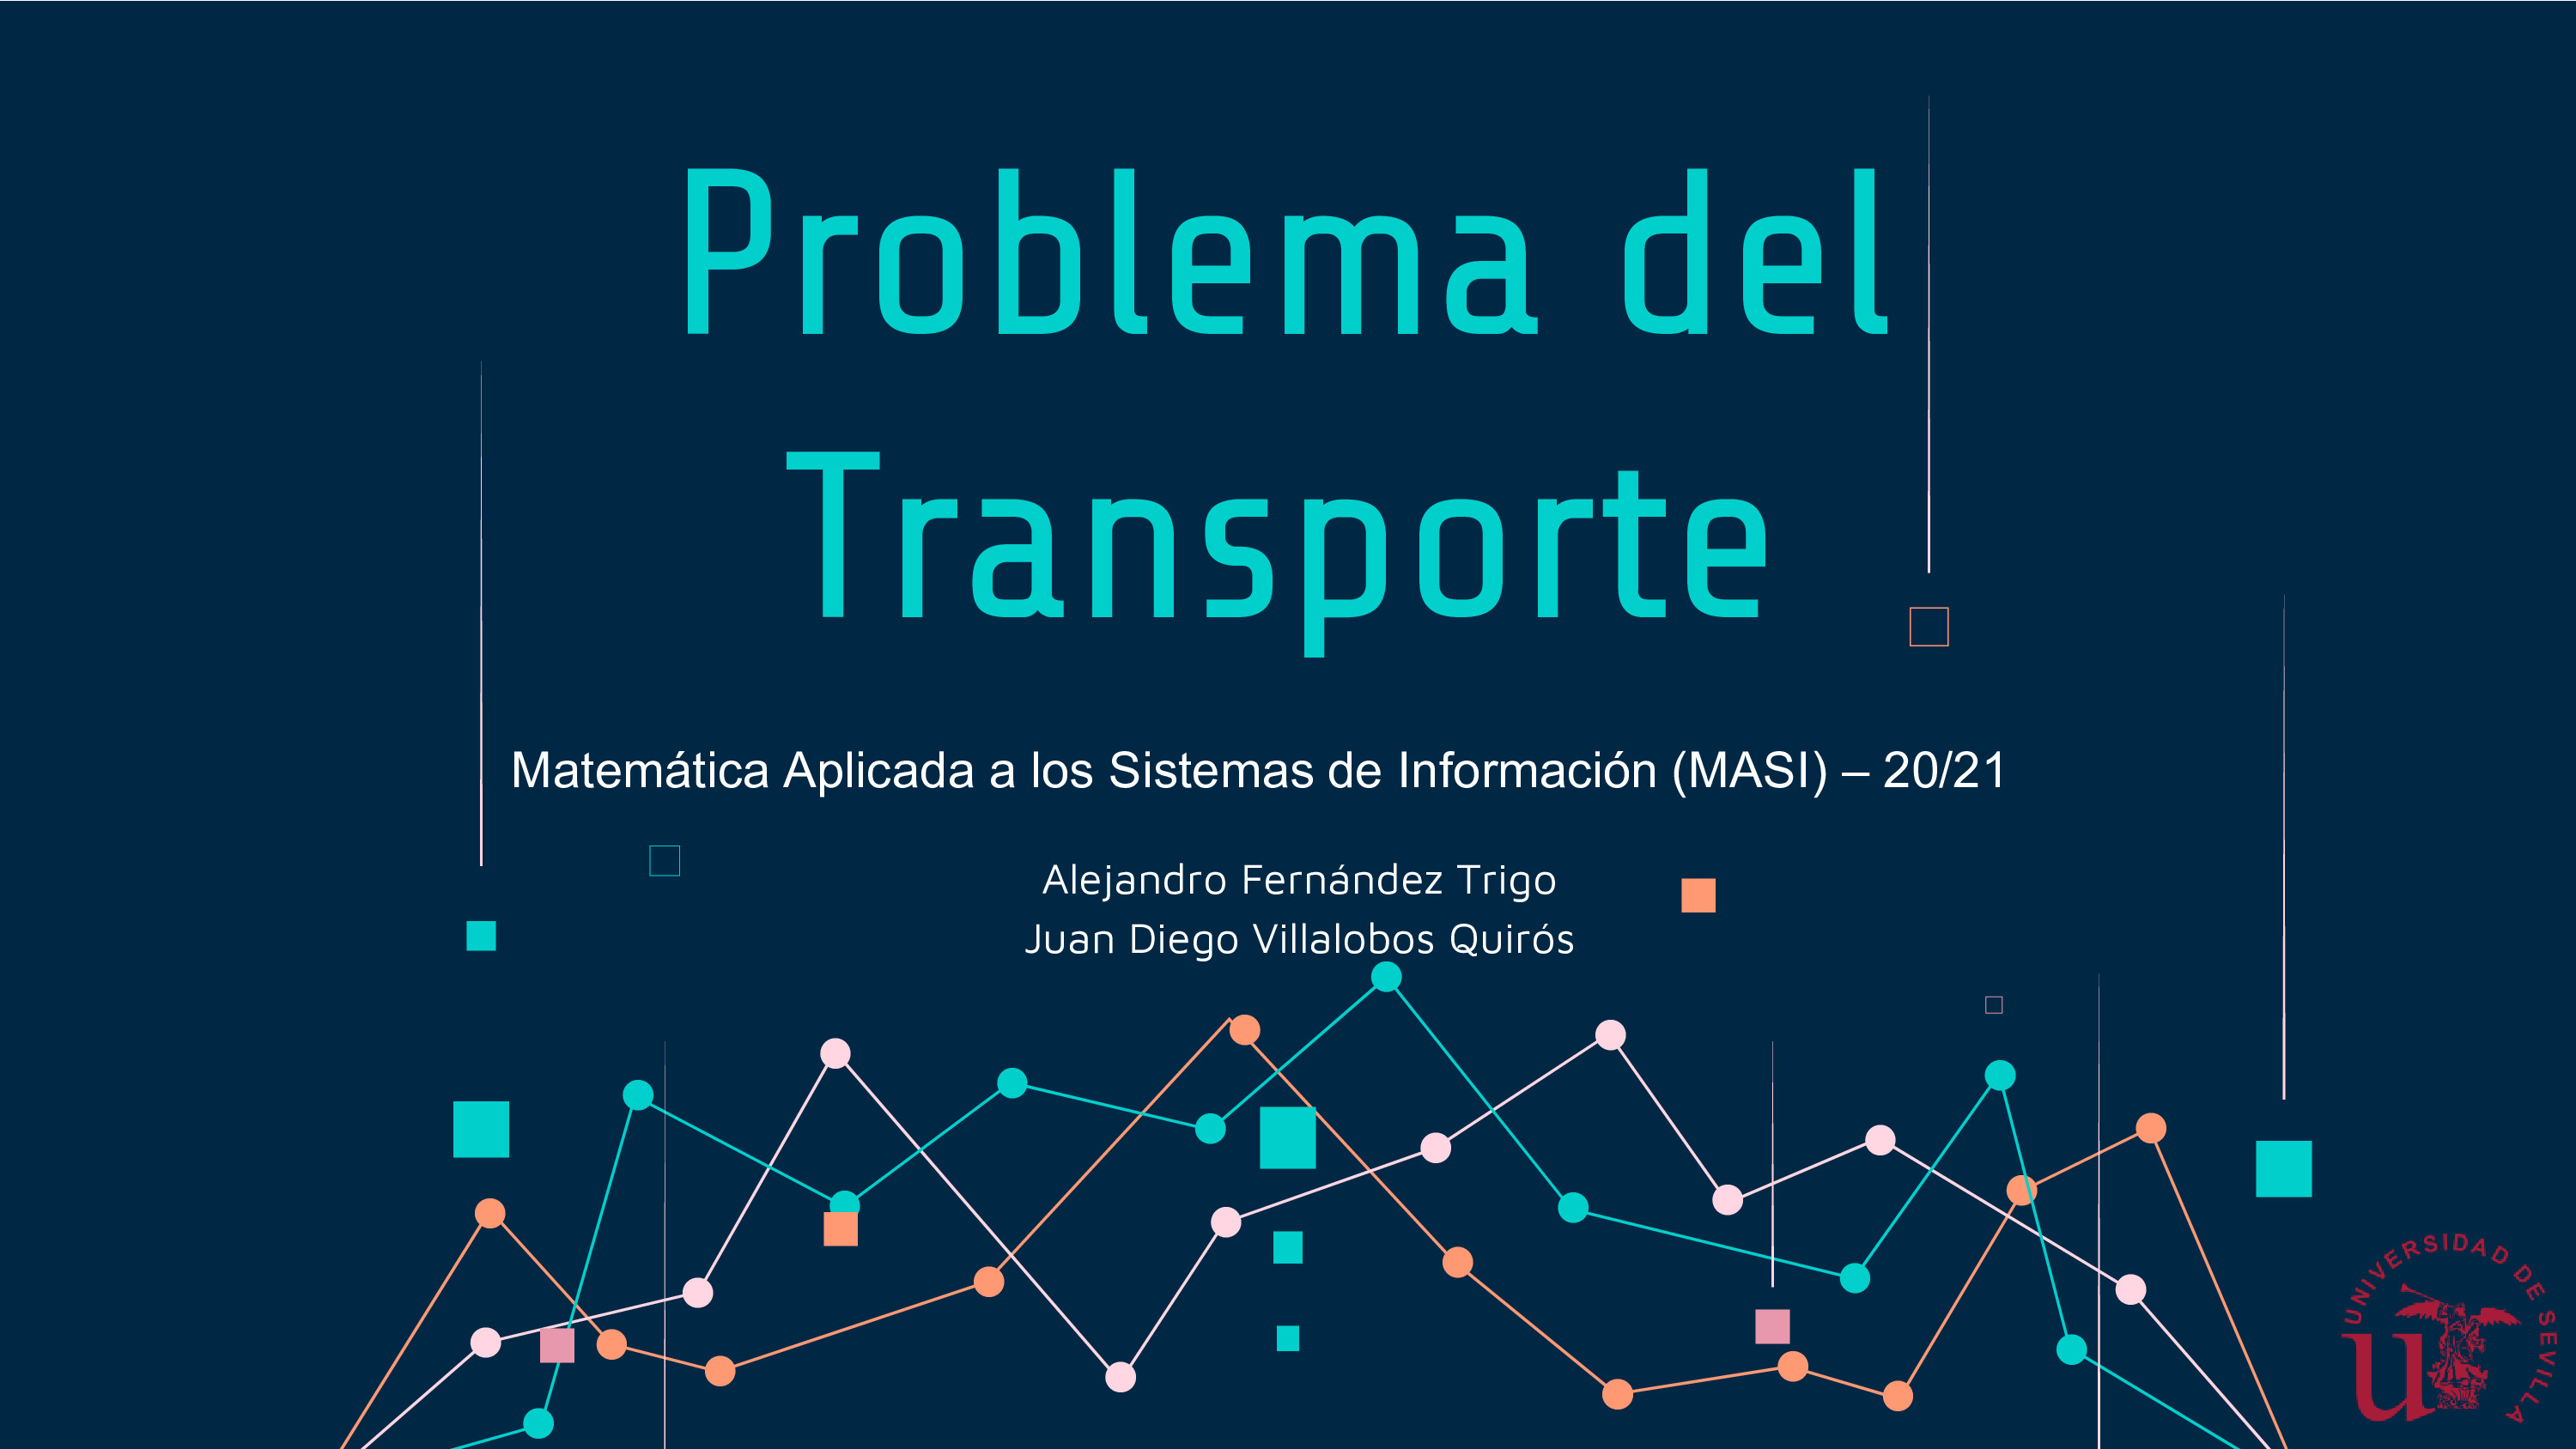 Problema del
Transporte
Matemática Aplicada a los Sistemas de Información (MASI) – 20/21
Alejandro Fernández Trigo
Juan Diego Villalobos Quirós
UNIVERSIDAD DE SEVILLA
u